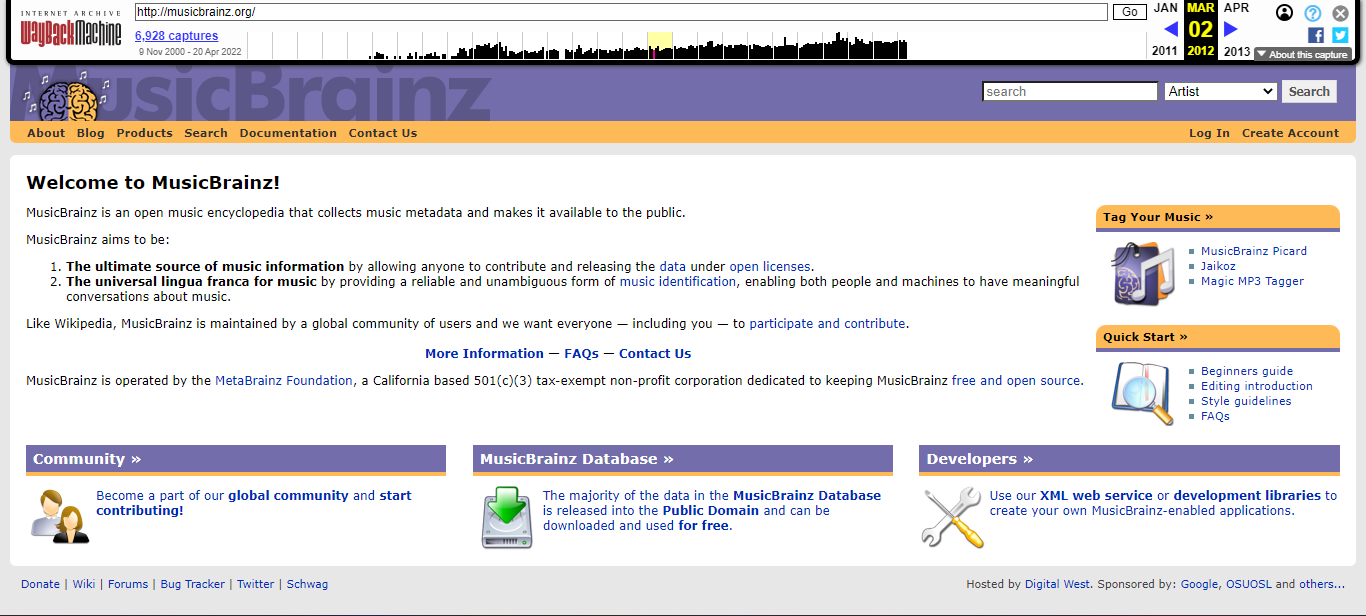 INTERNET ARCHIVE
WayBackMachine
http://musicbrainz.org/
Go
JAN MAR APR
02
2011 2012 2013
6,928 captures
9 Nov 2000 - 20 Apr 2022
About this capture
MusicBrainz
search
Artist
Search
About Blog Products Search Documentation Contact Us
Log In Create Account
Welcome to MusicBrainz!
MusicBrainz is an open music encyclopedia that collects music metadata and makes it available to the public.
MusicBrainz aims to be:
1. The ultimate source of music information by allowing anyone to contribute and releasing the data under open licenses.
2. The universal lingua franca for music by providing a reliable and unambiguous form of music identification, enabling both people and machines to have meaningful
conversations about music.
Like Wikipedia, MusicBrainz is maintained by a global community of users and we want everyone — including you — to participate and contribute.
More Information — FAQs — Contact Us
MusicBrainz is operated by the MetaBrainz Foundation, a California based 501(c)(3) tax-exempt non-profit corporation dedicated to keeping MusicBrainz free and open source.
Tag Your Music »
MusicBrainz Picard
Jaikoz
Magic MP3 Tagger
Quick Start »
Beginners guide
Editing introduction
Style guidelines
FAQs
Community »
Become a part of our global community and start
contributing!
MusicBrainz Database »
The majority of the data in the MusicBrainz Database
is released into the Public Domain and can be
downloaded and used for free.
Developers »
Use our XML web service or development libraries to
create your own MusicBrainz-enabled applications.
Donate | Wiki | Forums | Bug Tracker | Twitter | Schwag
Hosted by Digital West. Sponsored by: Google, OSUOSL and others...